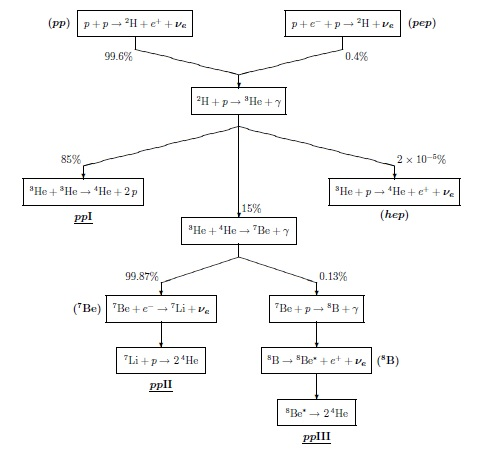 (pp) p + p → ²H + e⁺ + νₑ
p + e⁻ + p → ²H + νₑ (pep)
99.6% 0.4%
²H + p → ³He + γ
85% 2 × 10⁻⁵%
³He + ³He → ⁴He + 2 p
³He + p → ⁴He + e⁺ + νₑ
ppI
(hep)
15%
³He + ⁴He → ⁷Be + γ
99.87% 0.13%
(⁷Be) ⁷Be + e⁻ → ⁷Li + νₑ
⁷Be + p → ⁸B + γ
⁷Li + p → 2 ⁴He
⁸B → ⁸Be* + e⁺ + νₑ (⁸B)
ppII
⁸Be* → 2 ⁴He
ppIII